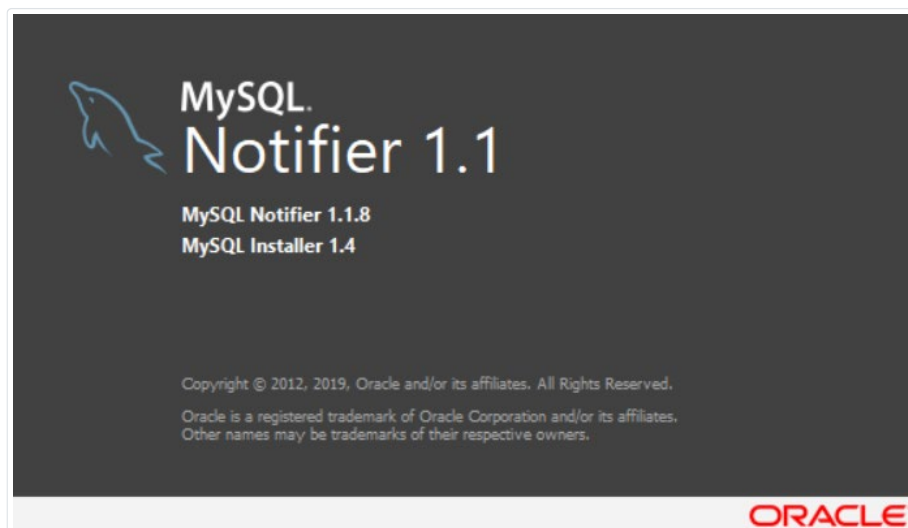 MySQL.
Notifier 1.1
MySQL Notifier 1.1.8
MySQL Installer 1.4
Copyright © 2012, 2019, Oracle and/or its affiliates. All Rights Reserved.
Oracle is a registered trademark of Oracle Corporation and/or its affiliates.
Other names may be trademarks of their respective owners.
ORACLE